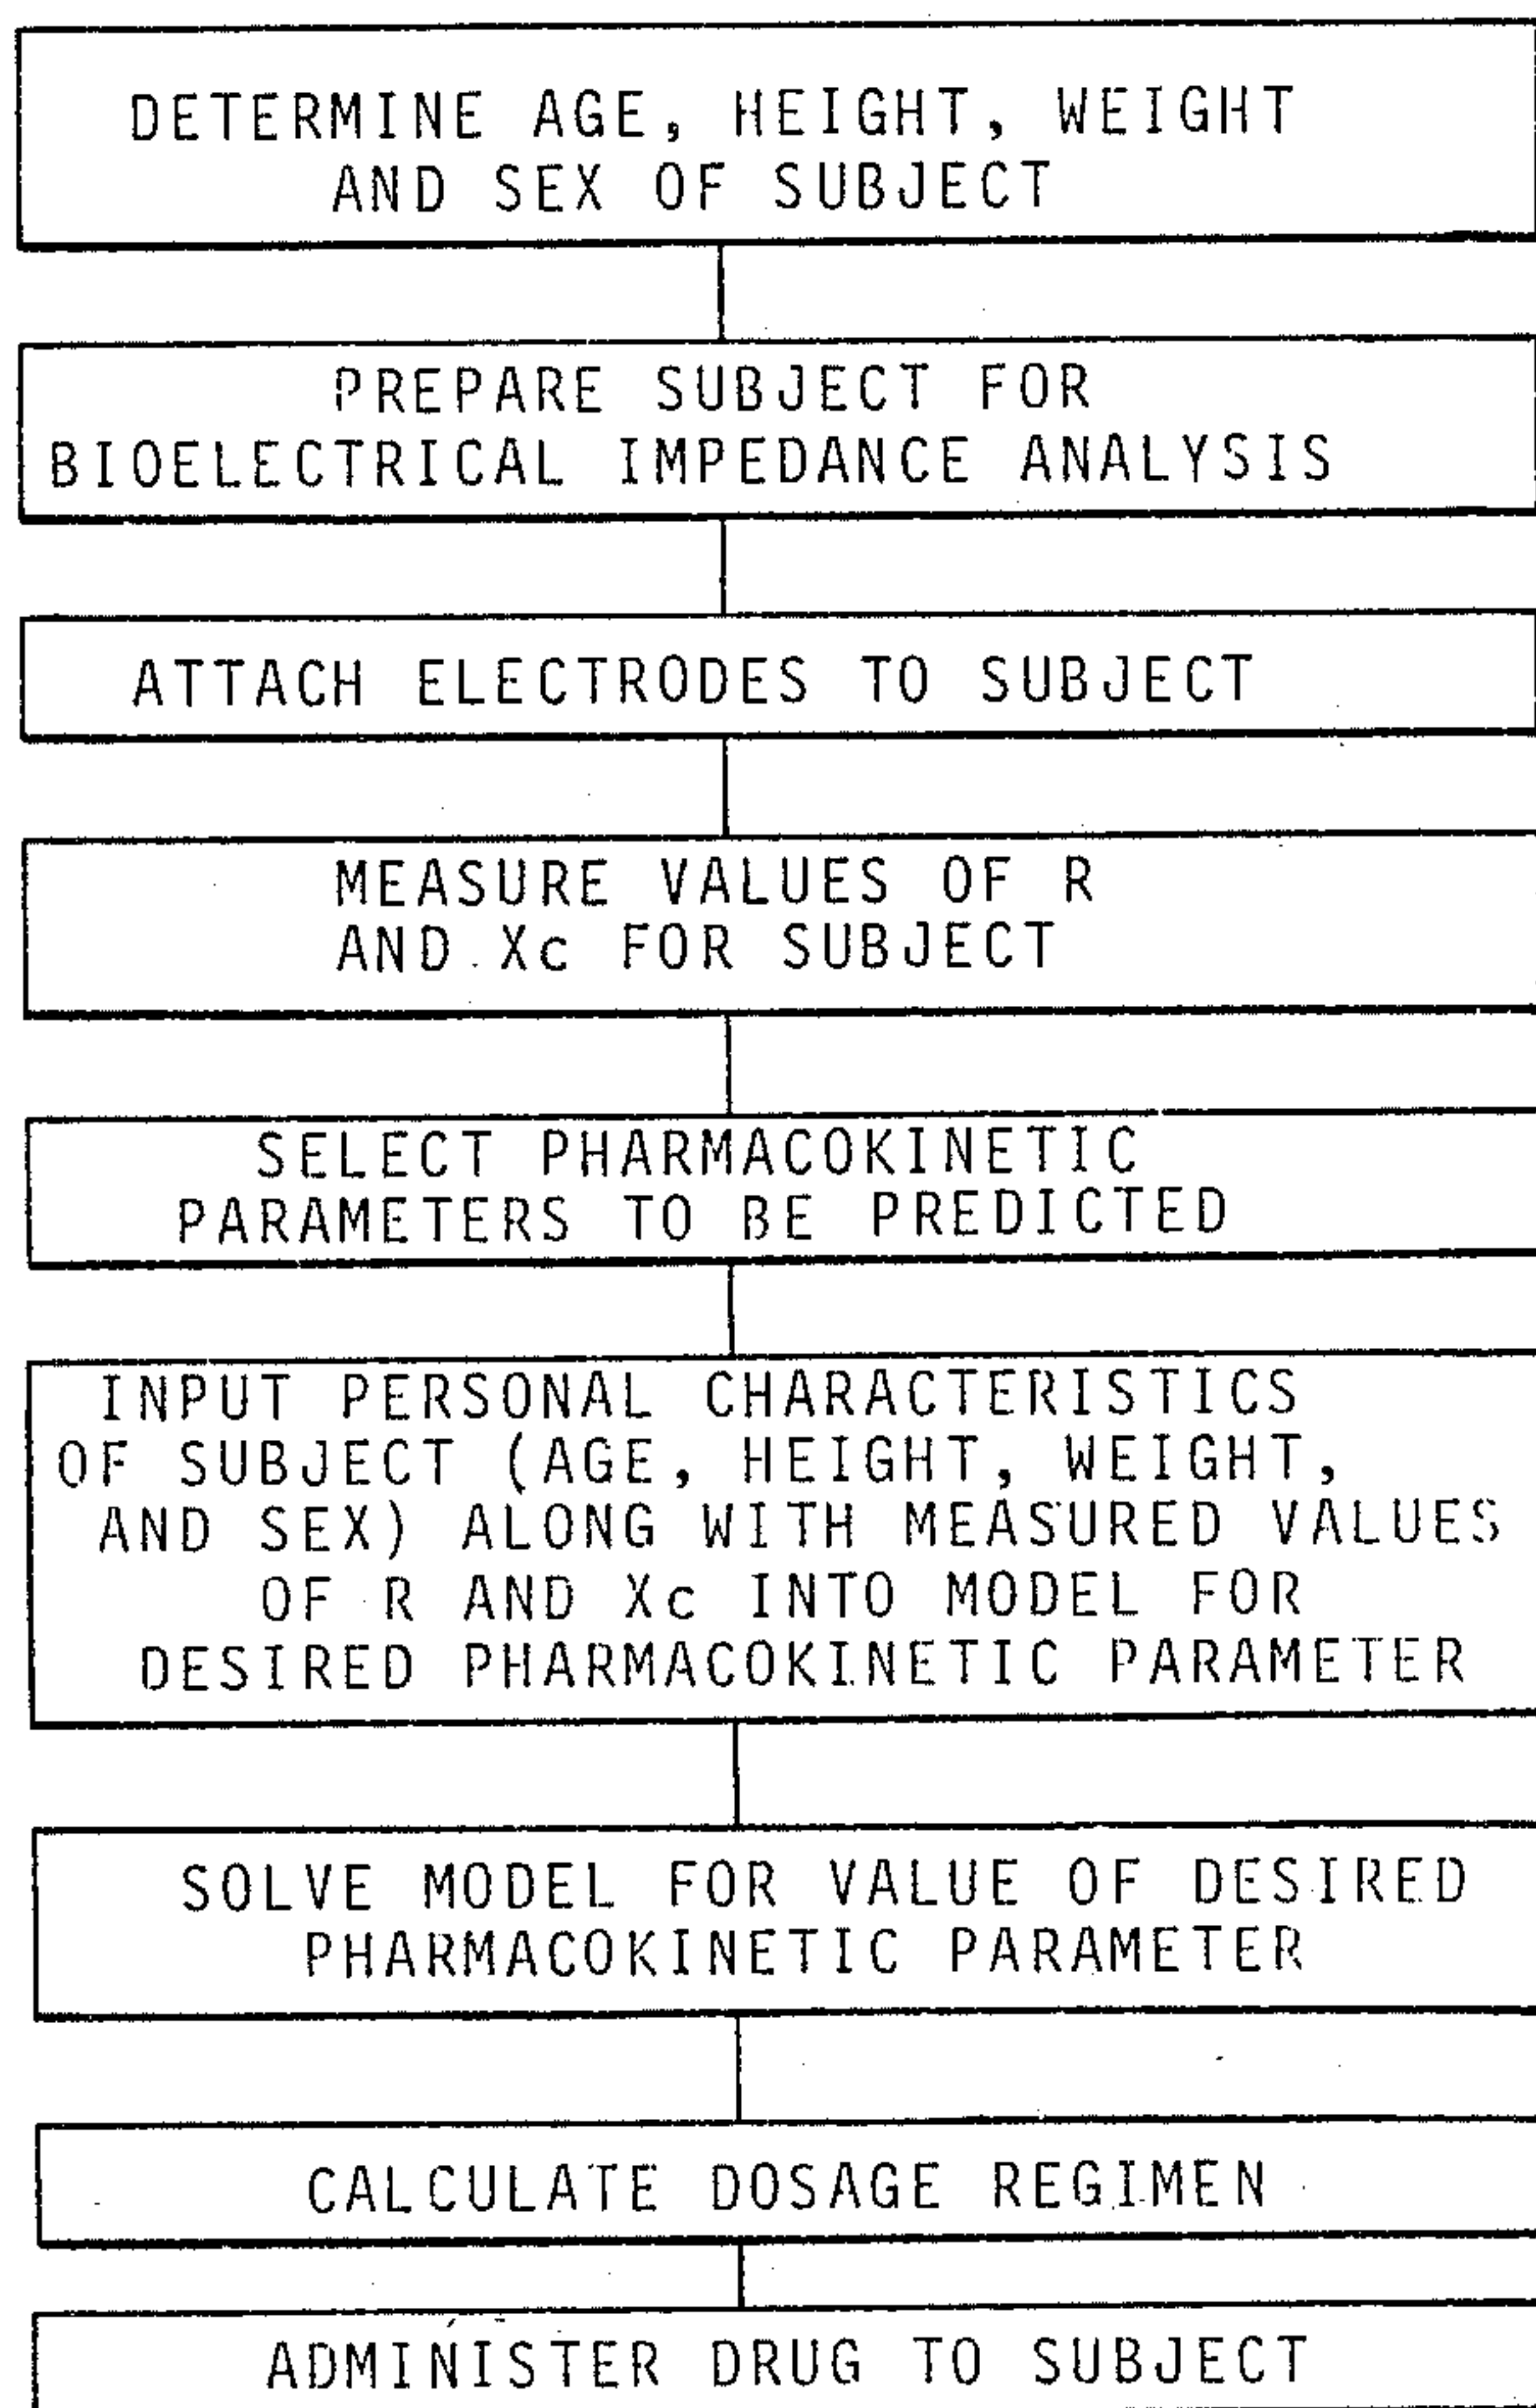 DETERMINE AGE, HEIGHT, WEIGHT
AND SEX OF SUBJECT
PREPARE SUBJECT FOR
BIOELECTRICAL IMPEDANCE ANALYSIS
ATTACH ELECTRODES TO SUBJECT
MEASURE VALUES OF R
AND Xc FOR SUBJECT
SELECT PHARMACOKINETIC
PARAMETERS TO BE PREDICTED
INPUT PERSONAL CHARACTERISTICS
OF SUBJECT (AGE, HEIGHT, WEIGHT,
AND SEX) ALONG WITH MEASURED VALUES
OF R AND Xc INTO MODEL FOR
DESIRED PHARMACOKINETIC PARAMETER
SOLVE MODEL FOR VALUE OF DESIRED
PHARMACOKINETIC PARAMETER
CALCULATE DOSAGE REGIMEN
ADMINISTER DRUG TO SUBJECT